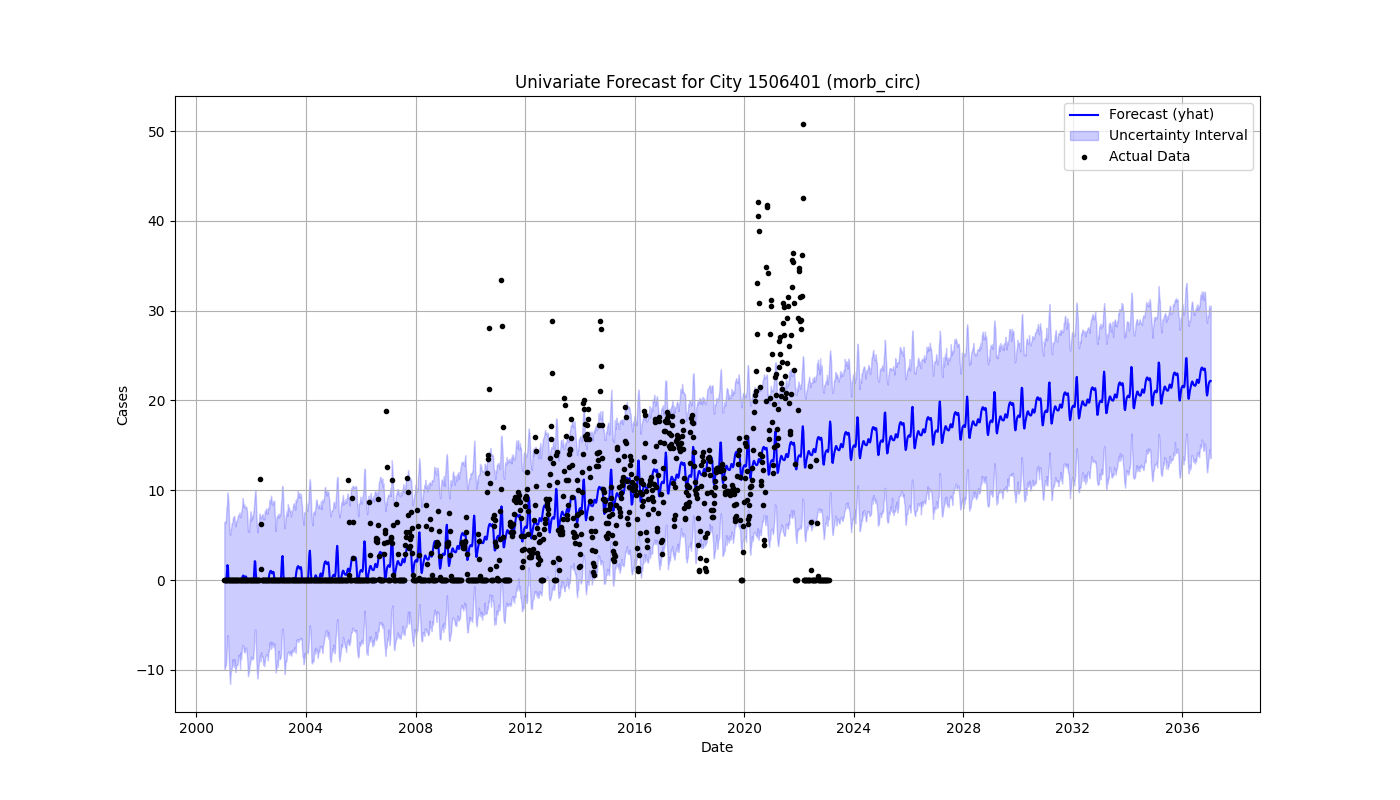 Univariate Forecast for City 1506401 (morb_circ)
Forecast (yhat)
Uncertainty Interval
Actual Data
Cases
50
40
30
20
10
0
−10
2000 2004 2008 2012 2016 2020 2024 2028 2032 2036
Date